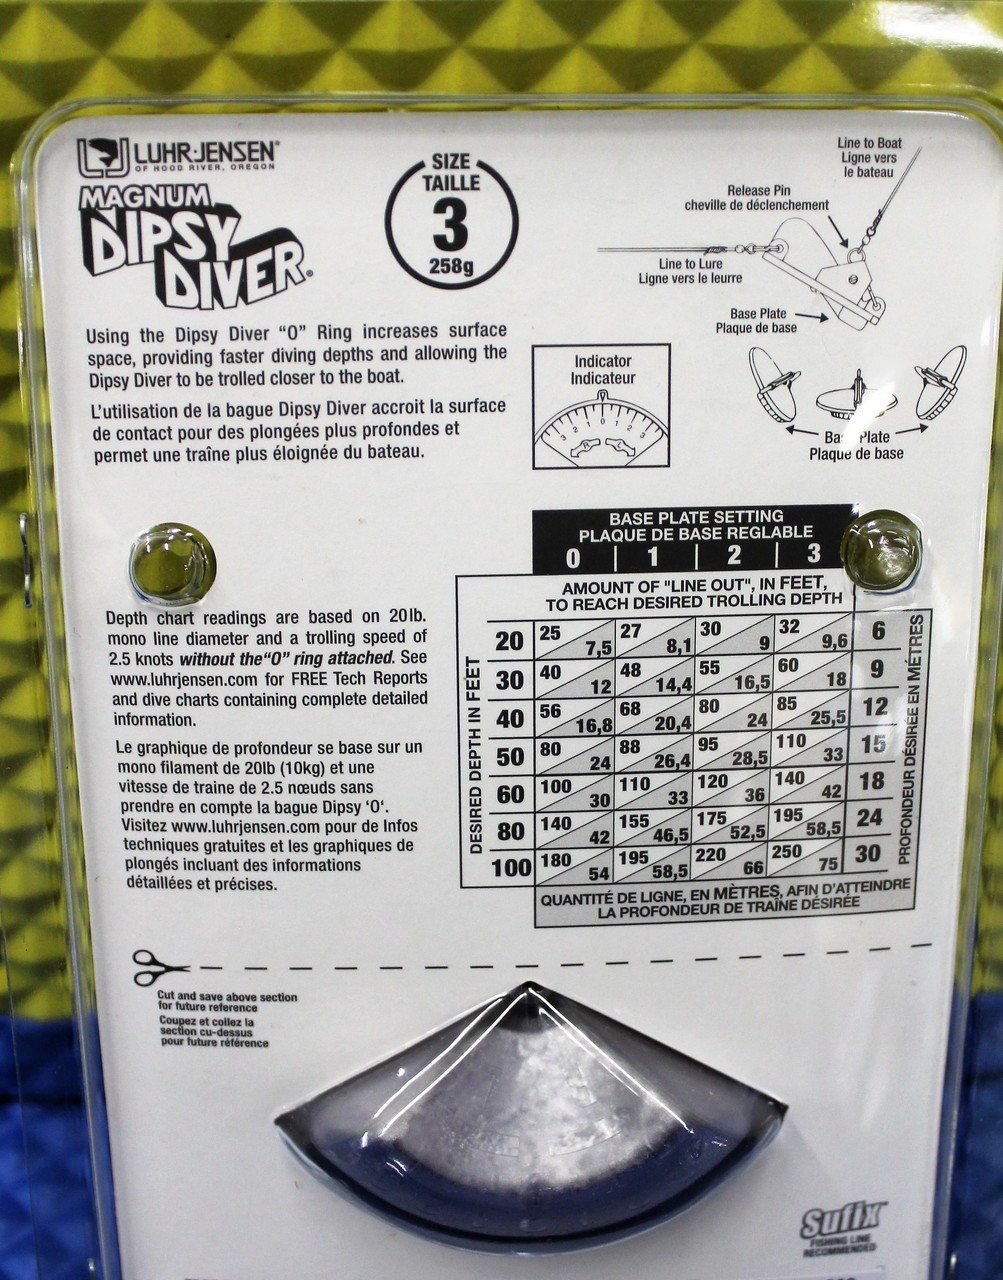 LUHR·JENSEN®
OF HOOD RIVER, OREGON
MAGNUM
DIPSY
DIVER®
SIZE
TAILLE
3
258g
Line to Boat
Ligne vers
le bateau
Release Pin
cheville de déclenchement
Line to Lure
Ligne vers le leurre
Base Plate
Plaque de base
Using the Dipsy Diver “O” Ring increases surface
space, providing faster diving depths and allowing the
Dipsy Diver to be trolled closer to the boat.
L'utilisation de la bague Dipsy Diver accroit la surface
de contact pour des plongées plus profondes et
permet une traîne plus éloignée du bateau.
Indicator
Indicateur
3 2 1 0 1 2 3
R L
Base Plate
Plaque de base
BASE PLATE SETTING
PLAQUE DE BASE REGLABLE
0 | 1 | 2 | 3
AMOUNT OF "LINE OUT", IN FEET,
TO REACH DESIRED TROLLING DEPTH
DESIRED DEPTH IN FEET
20 25 7,5 27 8,1 30 9 32 9,6 6
30 40 12 48 14,4 55 16,5 60 18 9
40 56 16,8 68 20,4 80 24 85 25,5 12
50 80 24 88 26,4 95 28,5 110 33 15
60 100 30 110 33 120 36 140 42 18
80 140 42 155 46,5 175 52,5 195 58,5 24
100 180 54 195 58,5 220 66 250 75 30
PROFONDEUR DÉSIRÉE EN MÉTRES
QUANTITÉ DE LIGNE, EN MÈTRES, AFIN D'ATTEINDRE
LA PROFONDEUR DE TRAÎNE DÉSIRÉE
Depth chart readings are based on 20lb.
mono line diameter and a trolling speed of
2.5 knots without the“O” ring attached. See
www.luhrjensen.com for FREE Tech Reports
and dive charts containing complete detailed
information.
Le graphique de profondeur se base sur un
mono filament de 20lb (10kg) et une
vitesse de traine de 2.5 nœuds sans
prendre en compte la bague Dipsy ‘O‘.
Visitez www.luhrjensen.com pour de Infos
techniques gratuites et les graphiques de
plongés incluant des informations
détaillées et précises.
Cut and save above section
for future reference
Coupez et collez la
section cu-dessus
pour future référence
Sufix
FISHING LINE
RECOMMENDED